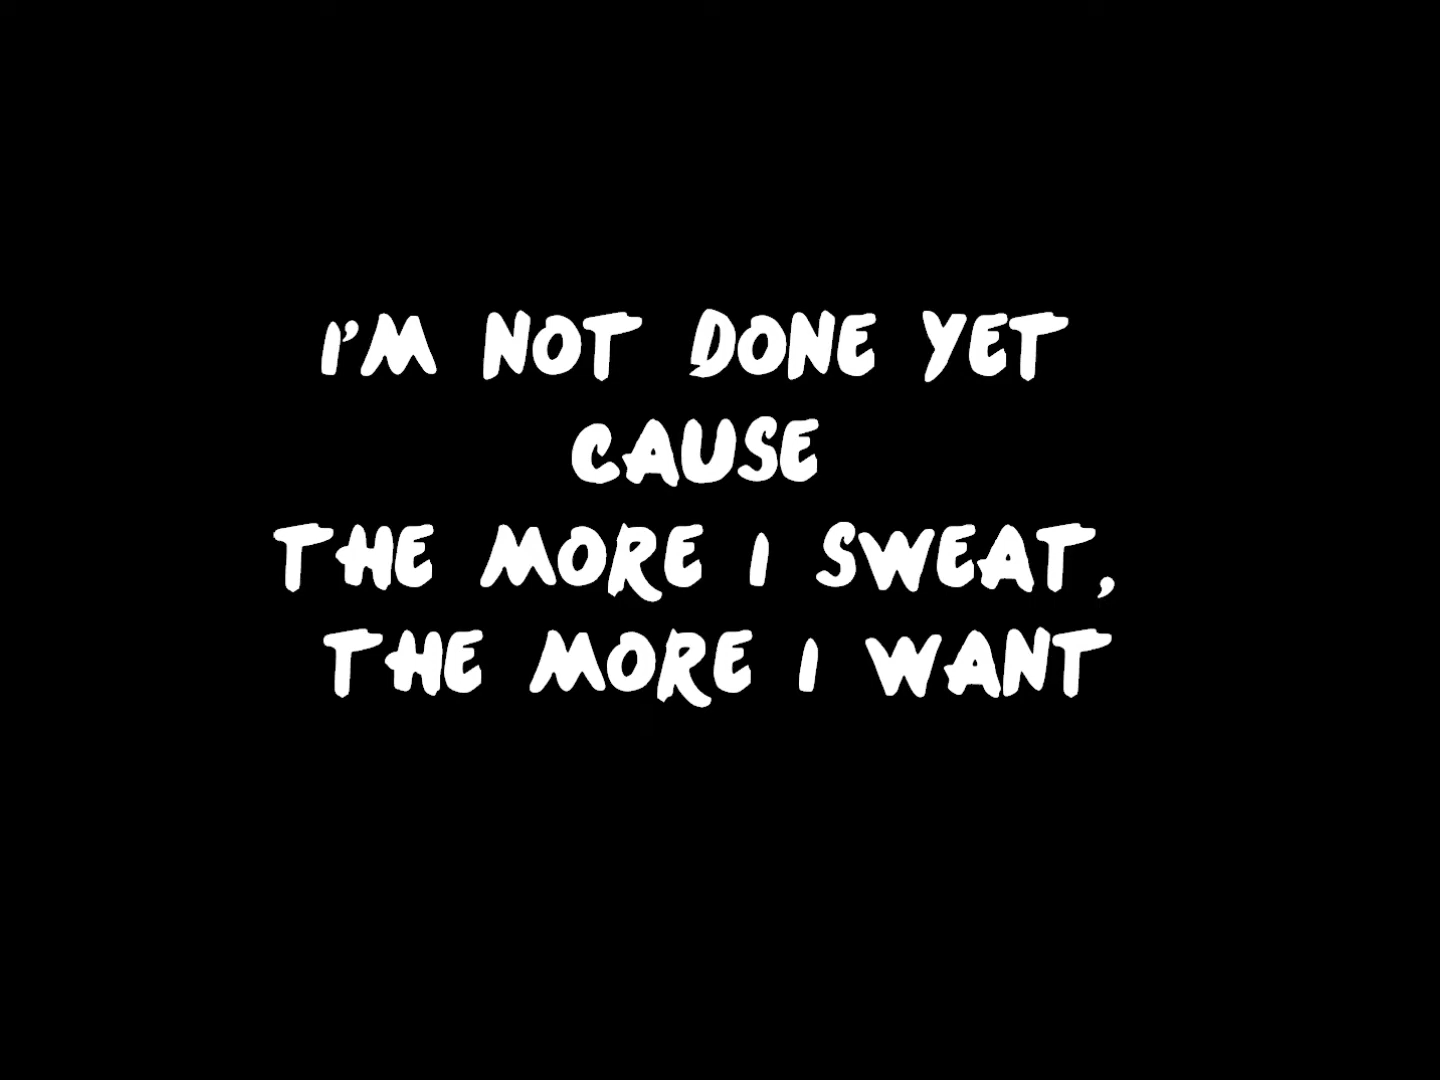 I'M NOT DONE YET
CAUSE
THE MORE I SWEAT,
THE MORE I WANT